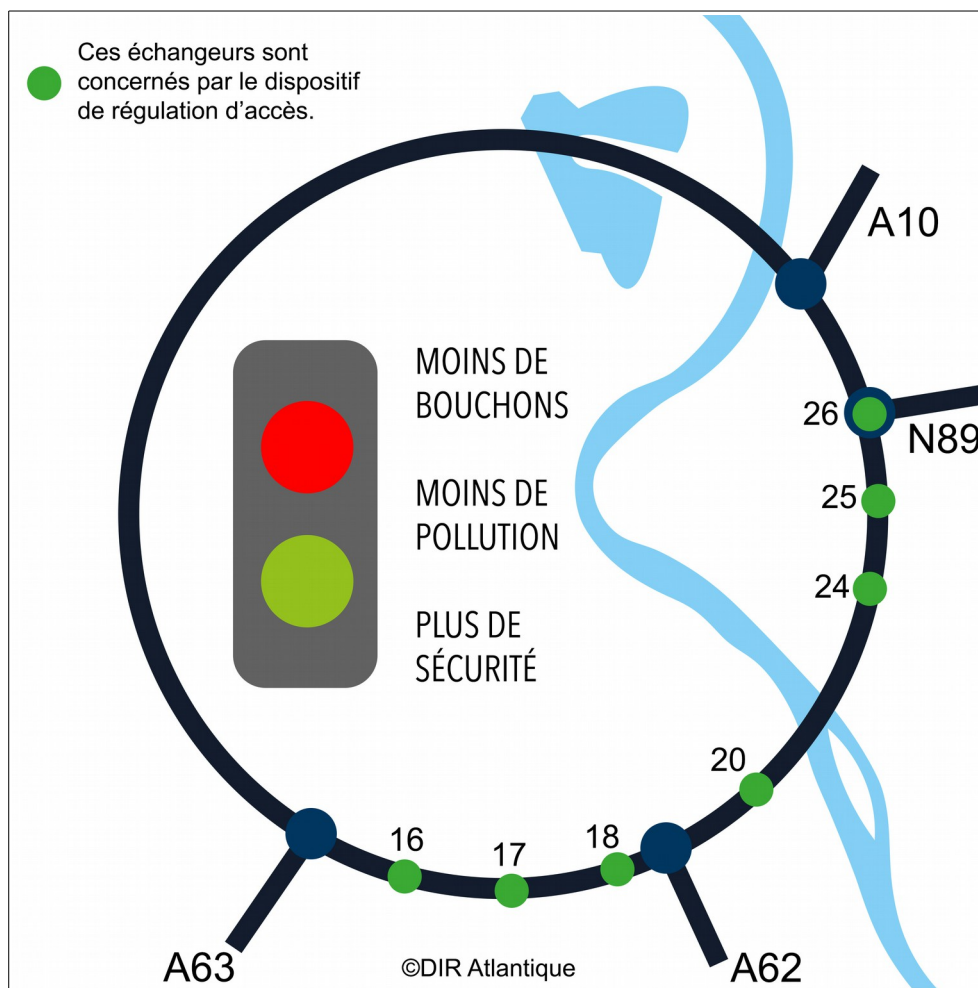 Ces échangeurs sont
concernés par le dispositif
de régulation d’accès.
A10
MOINS DE
BOUCHONS
26
N89
25
MOINS DE
POLLUTION
24
PLUS DE
SÉCURITÉ
20
18
16
17
A63
©DIR Atlantique
A62